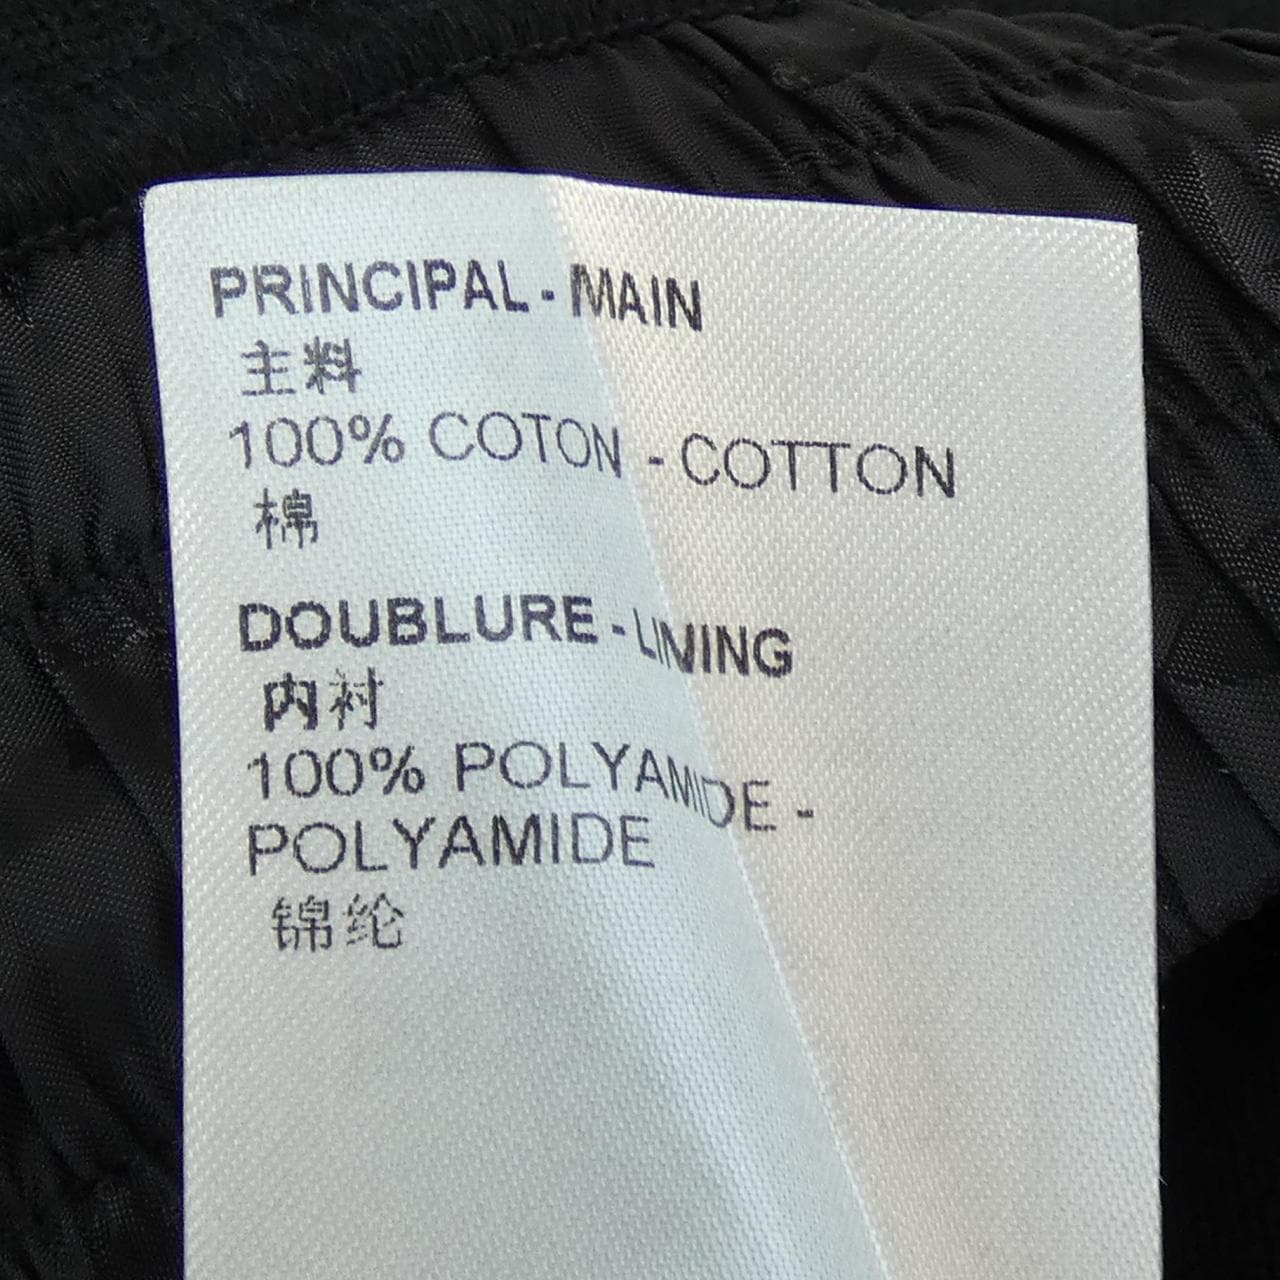 PRINCIPAL - MAIN
主料
100% COTON - COTTON
棉
DOUBLURE - LINING
内衬
100% POLYAMIDE -
POLYAMIDE
锦纶